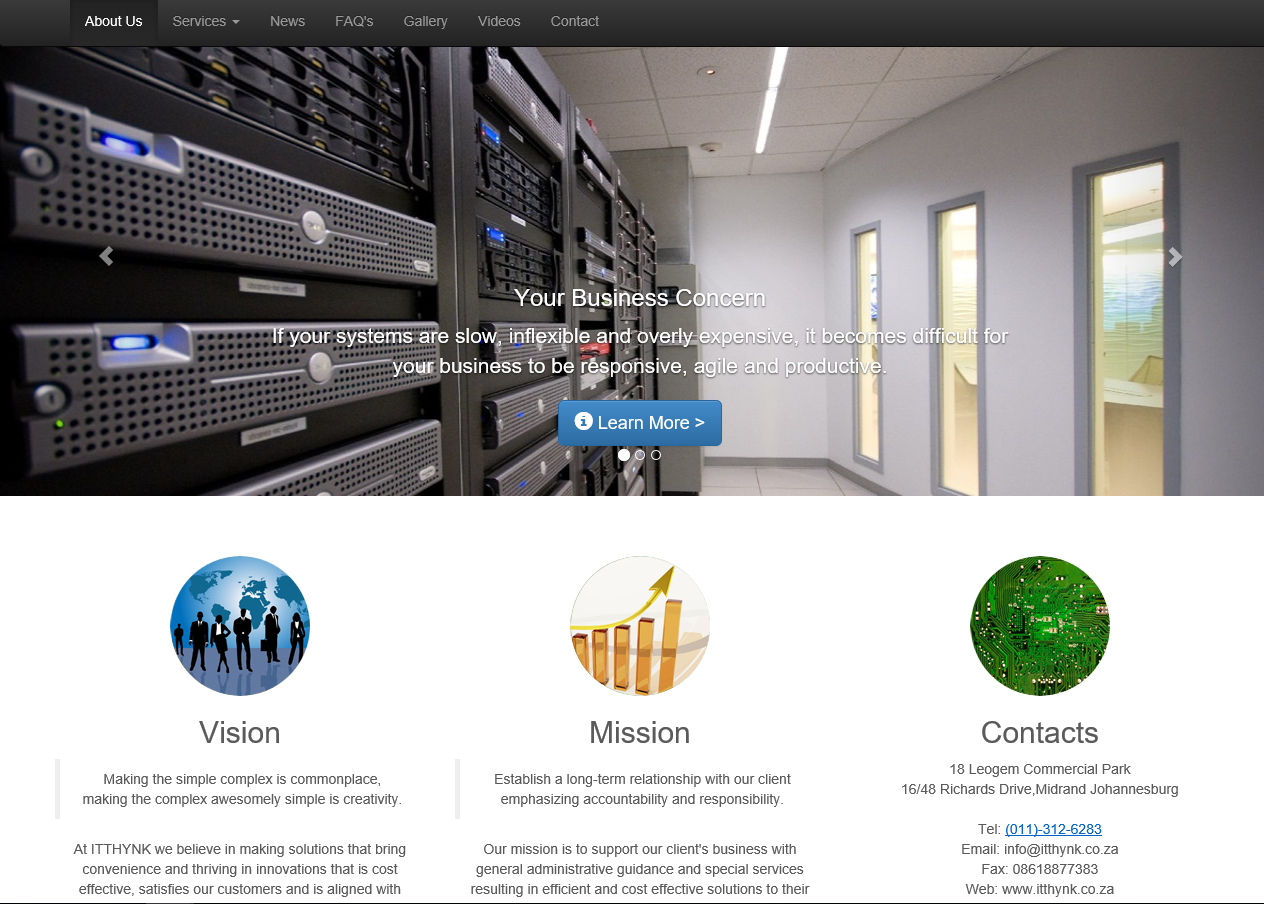 About Us Services News FAQ's Gallery Videos Contact
Your Business Concern
If your systems are slow, inflexible and overly expensive, it becomes difficult for
your business to be responsive, agile and productive.
Learn More >
Vision
Making the simple complex is commonplace,
making the complex awesomely simple is creativity.
At ITTHYNK we believe in making solutions that bring
convenience and thriving in innovations that is cost
effective, satisfies our customers and is aligned with
Mission
Establish a long-term relationship with our client
emphasizing accountability and responsibility.
Our mission is to support our client's business with
general administrative guidance and special services
resulting in efficient and cost effective solutions to their
Contacts
18 Leogem Commercial Park
16/48 Richards Drive,Midrand Johannesburg
Tel: (011)-312-6283
Email: info@itthynk.co.za
Fax: 08618877383
Web: www.itthynk.co.za